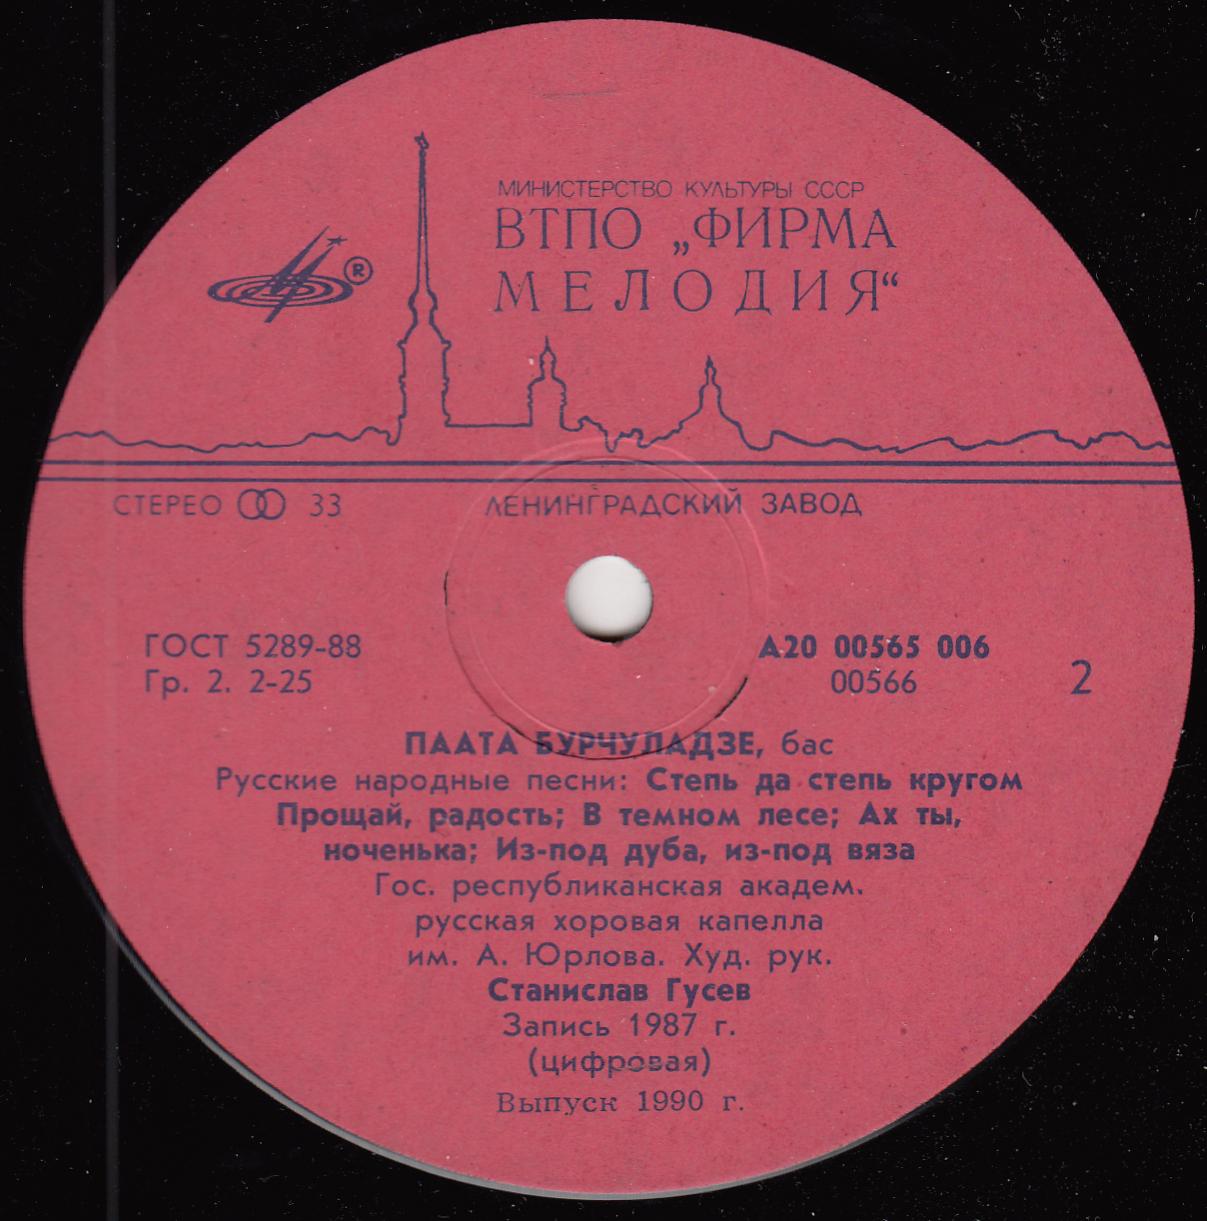 МИНИСТЕРСТВО КУЛЬТУРЫ СССР
ВТПО „ФИРМА
МЕЛОДИЯ“
®
СТЕРЕО 33 ЛЕНИНГРАДСКИЙ ЗАВОД
ГОСТ 5289-88 А20 00565 006
Гр. 2. 2-25 00566 2
ПААТА БУРЧУЛАДЗЕ, бас
Русские народные песни: Степь да степь кругом
Прощай, радость; В темном лесе; Ах ты,
ноченька; Из-под дуба, из-под вяза
Гос. республиканская академ.
русская хоровая капелла
им. А. Юрлова. Худ. рук.
Станислав Гусев
Запись 1987 г.
(цифровая)
Выпуск 1990 г.